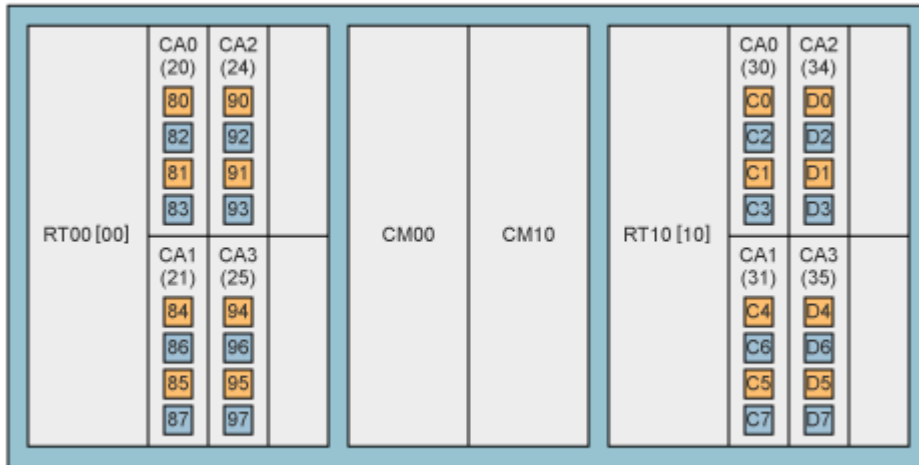 CA0 CA2
(20) (24)
80 90
82 92
81 91
83 93
RT00 [00]
CA1 CA3
(21) (25)
84 94
86 96
85 95
87 97
CM00 CM10
RT10 [10]
CA0 CA2
(30) (34)
C0 D0
C2 D2
C1 D1
C3 D3
CA1 CA3
(31) (35)
C4 D4
C6 D6
C5 D5
C7 D7